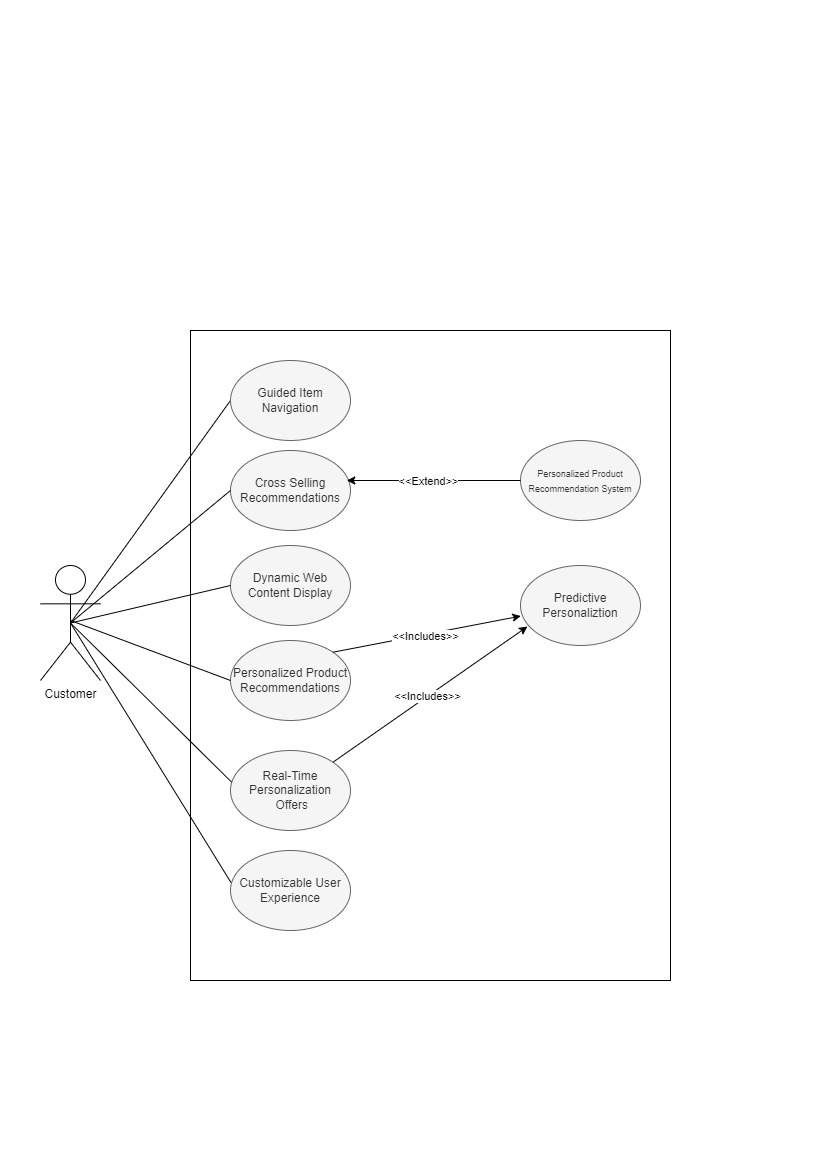 Guided Item
Navigation
Cross Selling
Recommendations
<<Extend>>
Personalized Product
Recommendation System
Dynamic Web
Content Display
Predictive
Personaliztion
<<Includes>>
Personalized Product
Recommendations
<<Includes>>
Customer
Real-Time
Personalization
Offers
Customizable User
Experience